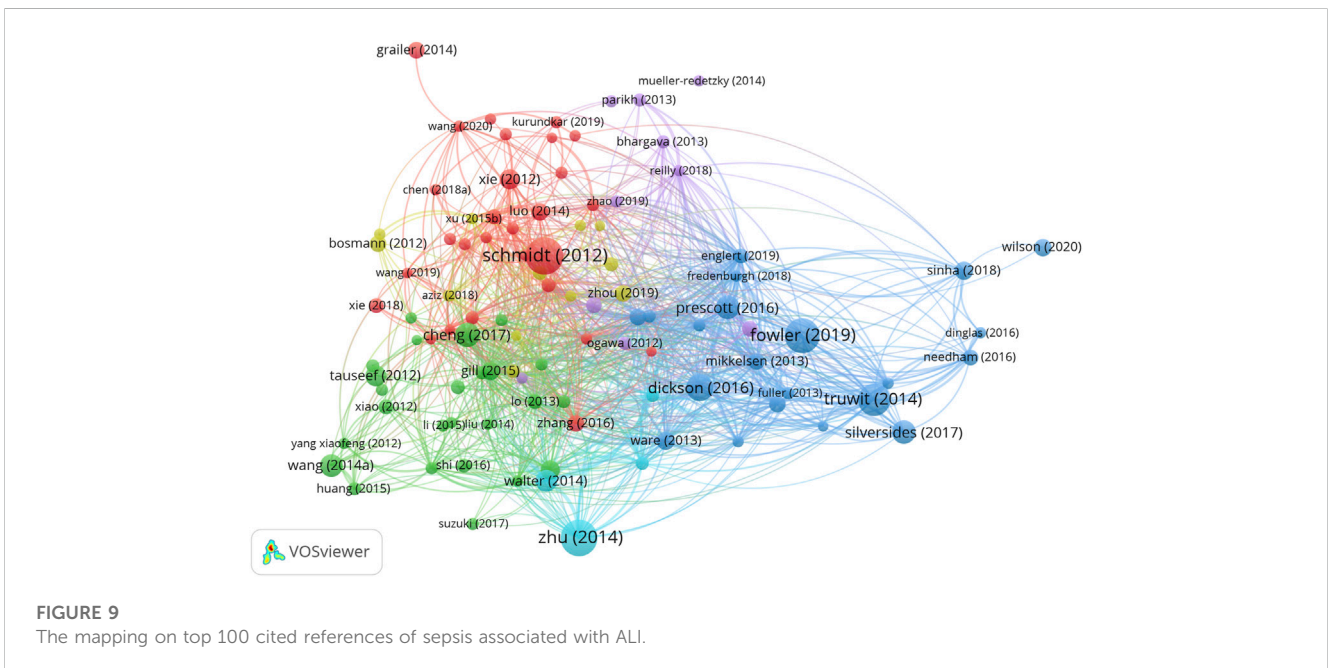 grailer (2014)
mueller-redetzky (2014)
parikh (2013)
wang (2020)
kurundkar (2019)
bhargava (2013)
reilly (2018)
xie (2012)
chen (2018a)
zhao (2019)
luo (2014)
xu (2015b)
bosmann (2012)
wilson (2020)
schmidt (2012)
englert (2019)
sinha (2018)
wang (2019)
fredenburgh (2018)
zhou (2019)
aziz (2018)
xie (2018)
prescott (2016)
cheng (2017)
fowler (2019)
dinglas (2016)
ogawa (2012)
needham (2016)
mikkelsen (2013)
gill (2015)
tauseef (2012)
dickson (2016)
fuller (2013)
truwit (2014)
lo (2013)
xiao (2012)
zhang (2016)
li (2015)
liu (2014)
silversides (2017)
ware (2013)
yang xiaofeng (2012)
wang (2014a)
shi (2016)
walter (2014)
huang (2015)
suzuki (2017)
zhu (2014)
VOSviewer
FIGURE 9
The mapping on top 100 cited references of sepsis associated with ALI.